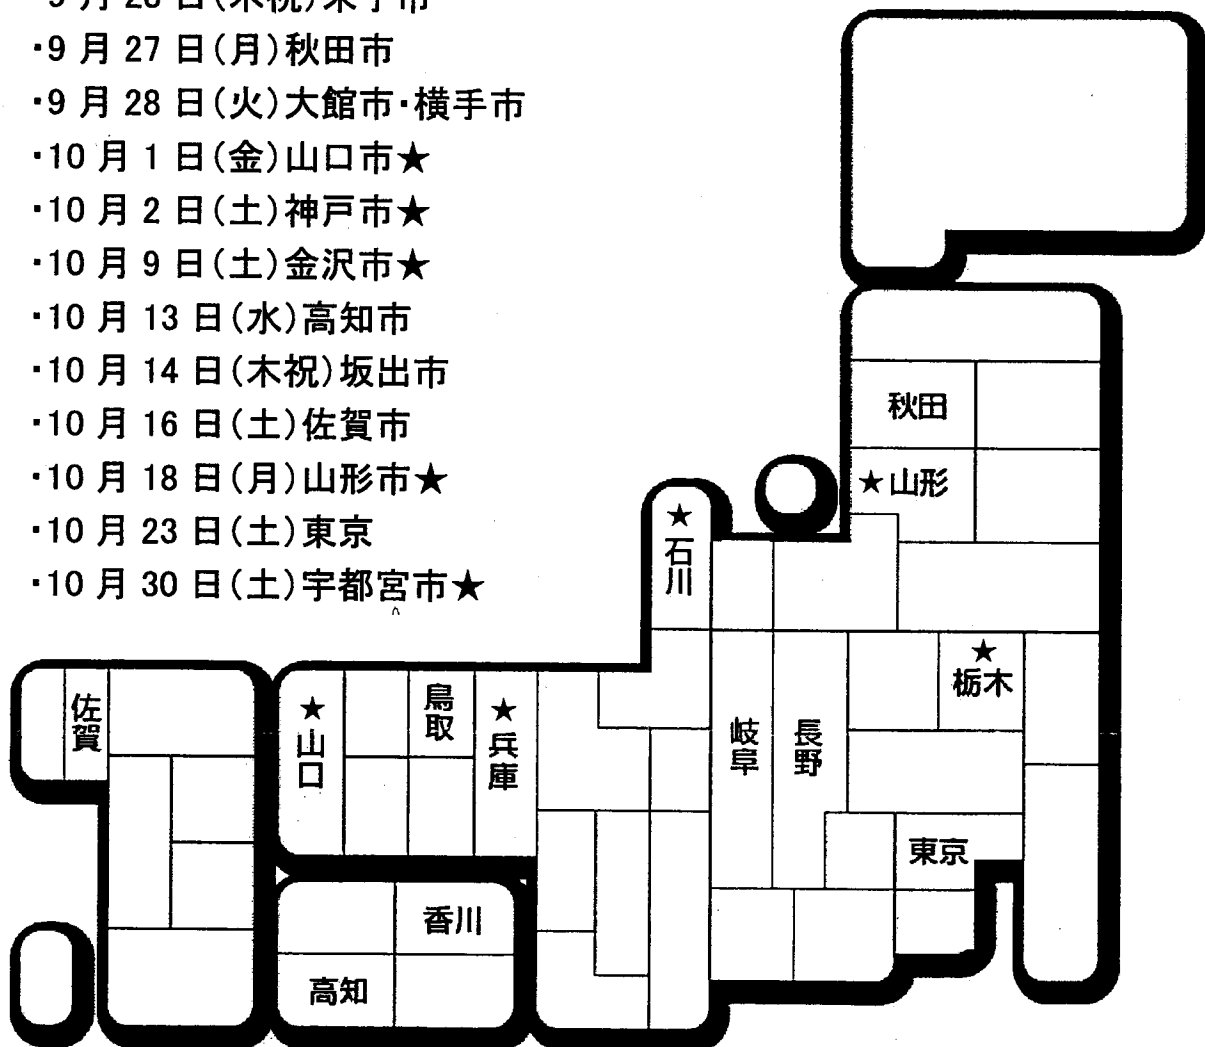 ・9月27日(月)秋田市
・9月28日(火)大館市・横手市
・10月1日(金)山口市★
・10月2日(土)神戸市★
・10月9日(土)金沢市★
・10月13日(水)高知市
・10月14日(木祝)坂出市
・10月16日(土)佐賀市
・10月18日(月)山形市★
・10月23日(土)東京
・10月30日(土)宇都宮市★
秋田
★山形
★石川
★栃木
佐賀
★山口
鳥取
★兵庫
岐阜
長野
東京
香川
高知